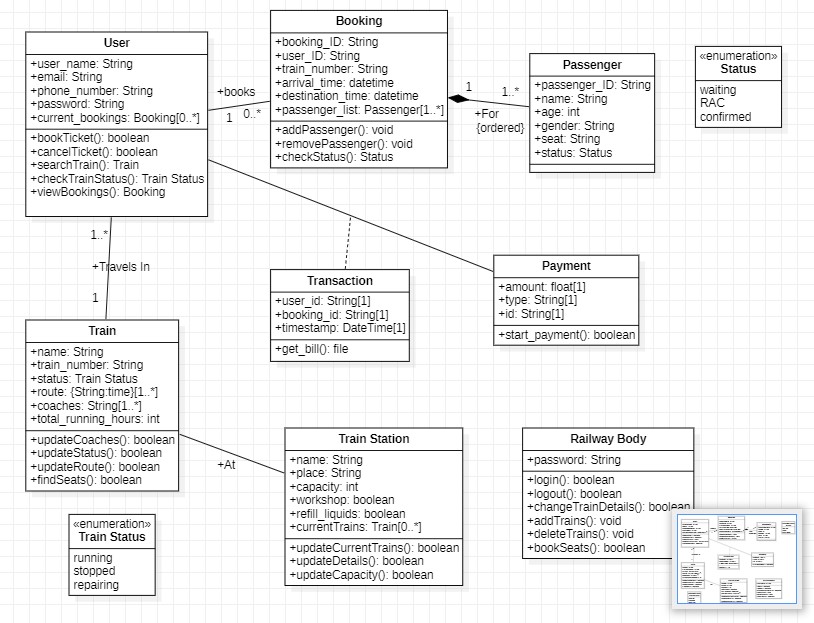 User
+user_name: String
+email: String
+phone_number: String
+password: String
+current_bookings: Booking[0..*]
+bookTicket(): boolean
+cancelTicket(): boolean
+searchTrain(): Train
+checkTrainStatus(): Train Status
+viewBookings(): Booking
+books
1
0..*
Booking
+booking_ID: String
+user_ID: String
+train_number: String
+arrival_time: datetime
+destination_time: datetime
+passenger_list: Passenger[1..*]
+addPassenger(): void
+removePassenger(): void
+checkStatus(): Status
1
1..*
+For
{ordered}
Passenger
+passenger_ID: String
+name: String
+age: int
+gender: String
+seat: String
+status: Status
«enumeration»
Status
waiting
RAC
confirmed
1..*
+Travels In
1
Transaction
+user_id: String[1]
+booking_id: String[1]
+timestamp: DateTime[1]
+get_bill(): file
Payment
+amount: float[1]
+type: String[1]
+id: String[1]
+start_payment(): boolean
Train
+name: String
+train_number: String
+status: Train Status
+route: {String:time}[1..*]
+coaches: String[1..*]
+total_running_hours: int
+updateCoaches(): boolean
+updateStatus(): boolean
+updateRoute(): boolean
+findSeats(): boolean
+At
Train Station
+name: String
+place: String
+capacity: int
+workshop: boolean
+refill_liquids: boolean
+currentTrains: Train[0..*]
+updateCurrentTrains(): boolean
+updateDetails(): boolean
+updateCapacity(): boolean
Railway Body
+password: String
+login(): boolean
+logout(): boolean
+changeTrainDetails(): boolean
+addTrains(): void
+deleteTrains(): void
+bookSeats(): boolean
«enumeration»
Train Status
running
stopped
repairing